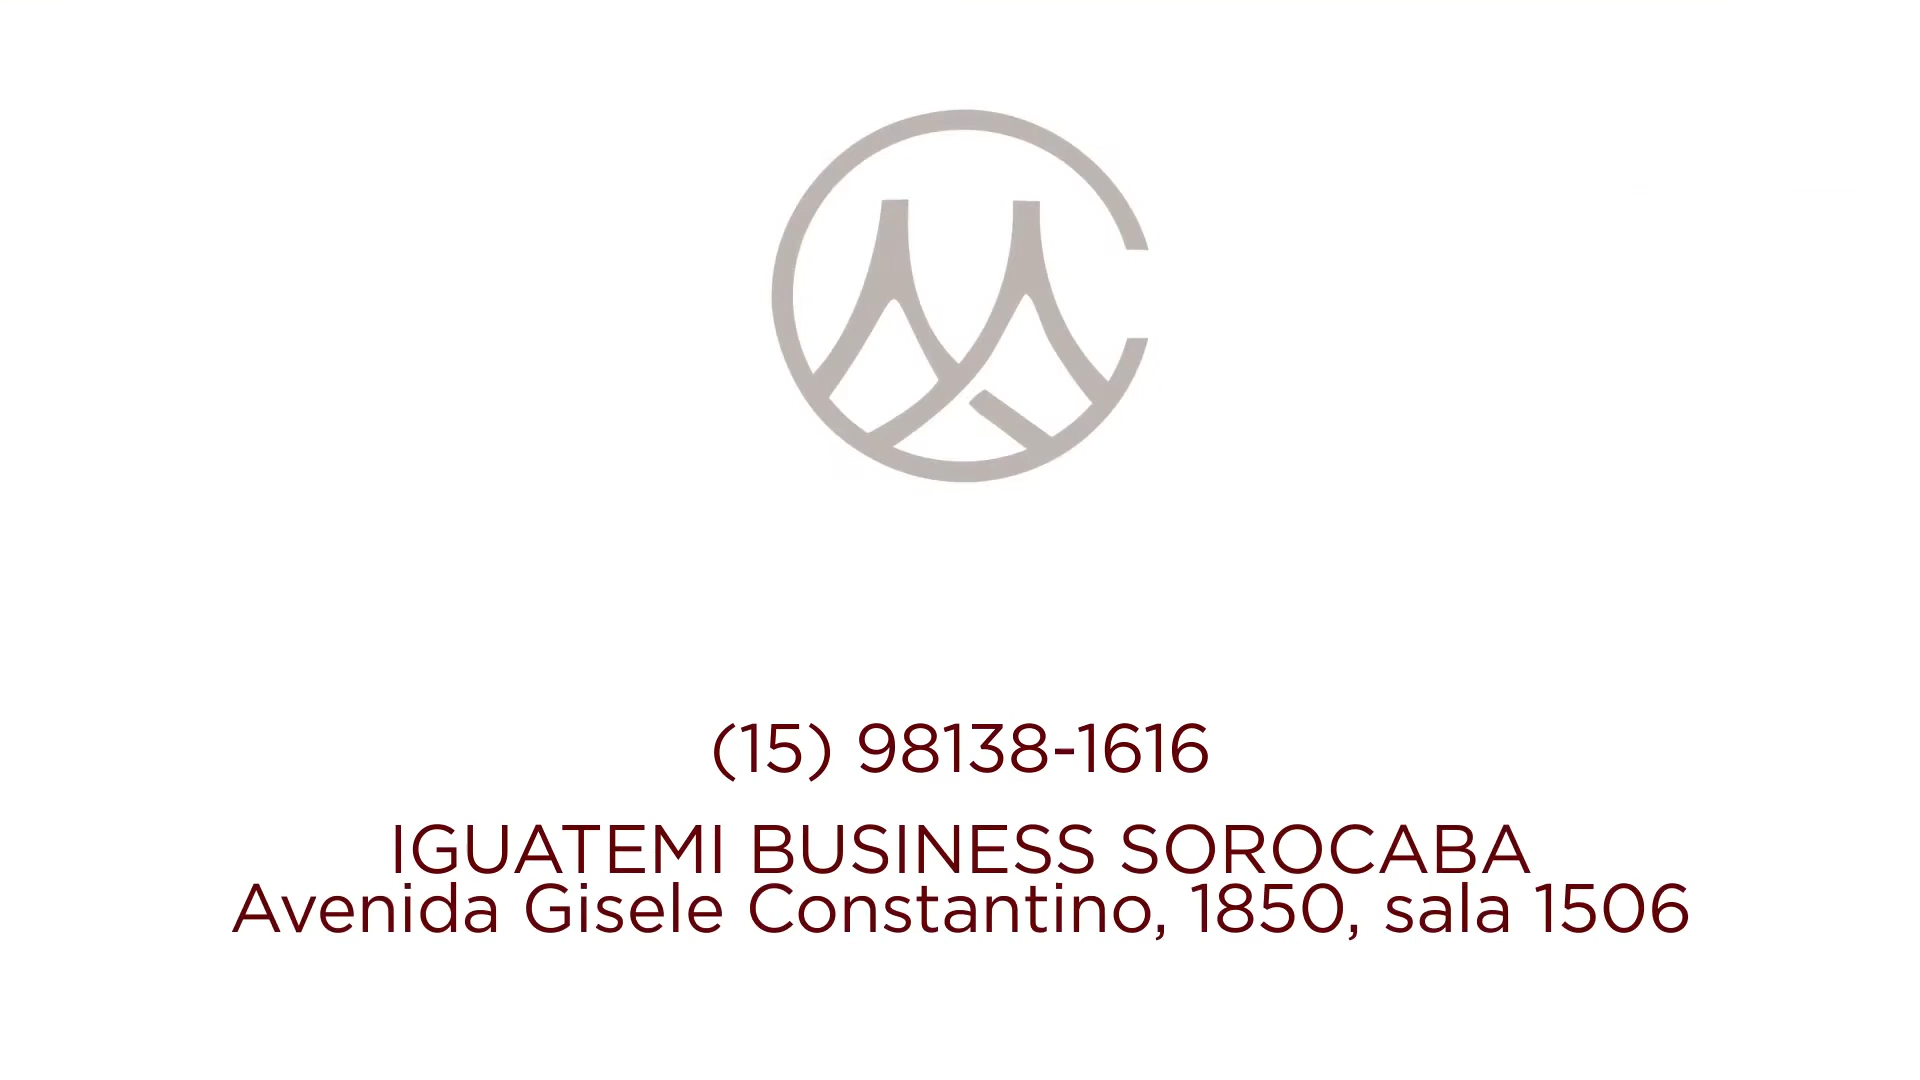 (15) 98138-1616
IGUATEMI BUSINESS SOROCABA
Avenida Gisele Constantino, 1850, sala 1506